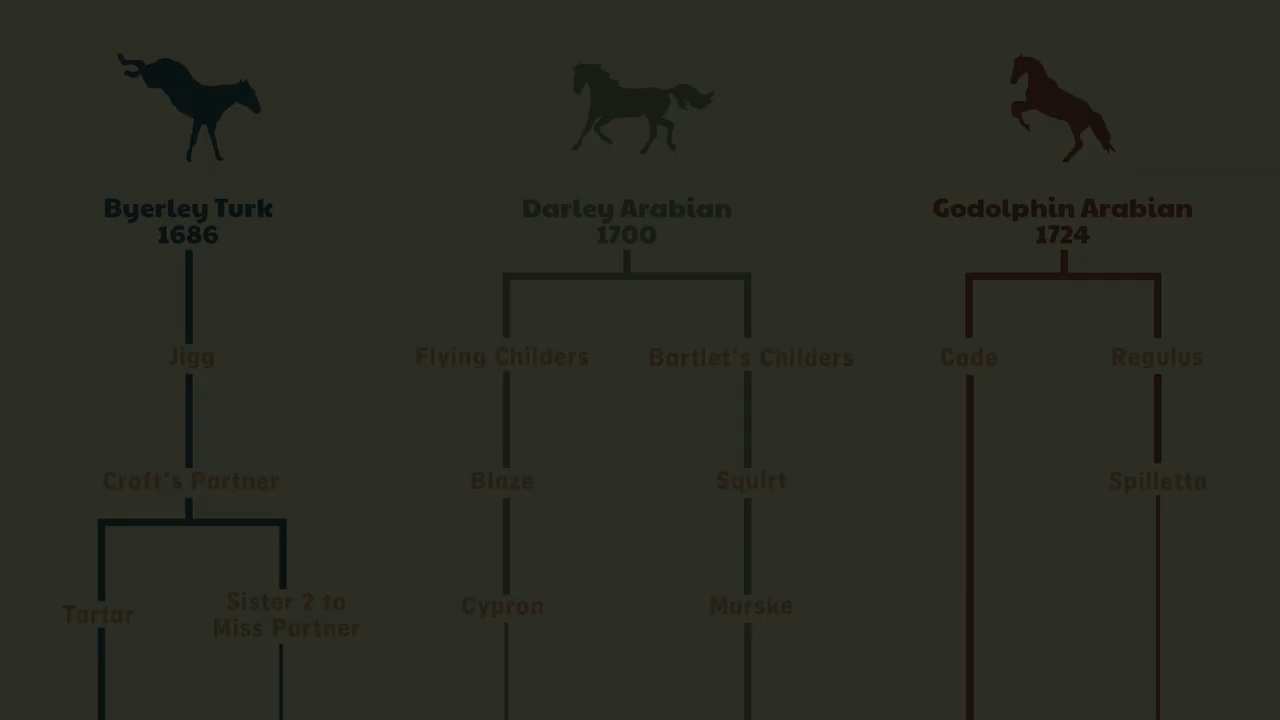 Byerley Turk
1686
Darley Arabian
1700
Godolphin Arabian
1724
Jigg
Flying Childers
Bartlet's Childers
Cade
Regulus
Croft's Partner
Blaze
Squirt
Spilletta
Tartar
Sister 2 to
Miss Partner
Cypron
Marske